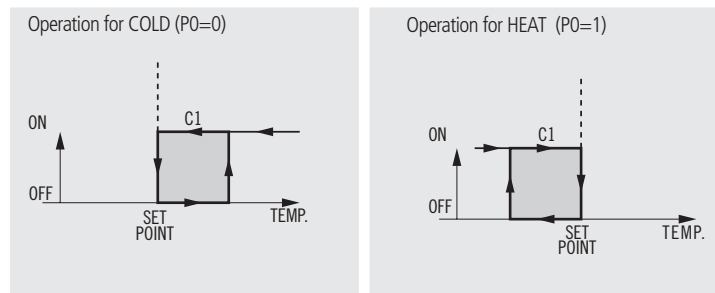 Operation for COLD (P0=0)
ON
C1
OFF
SET
POINT
TEMP.
Operation for HEAT (P0=1)
ON
C1
OFF
SET
POINT
TEMP.